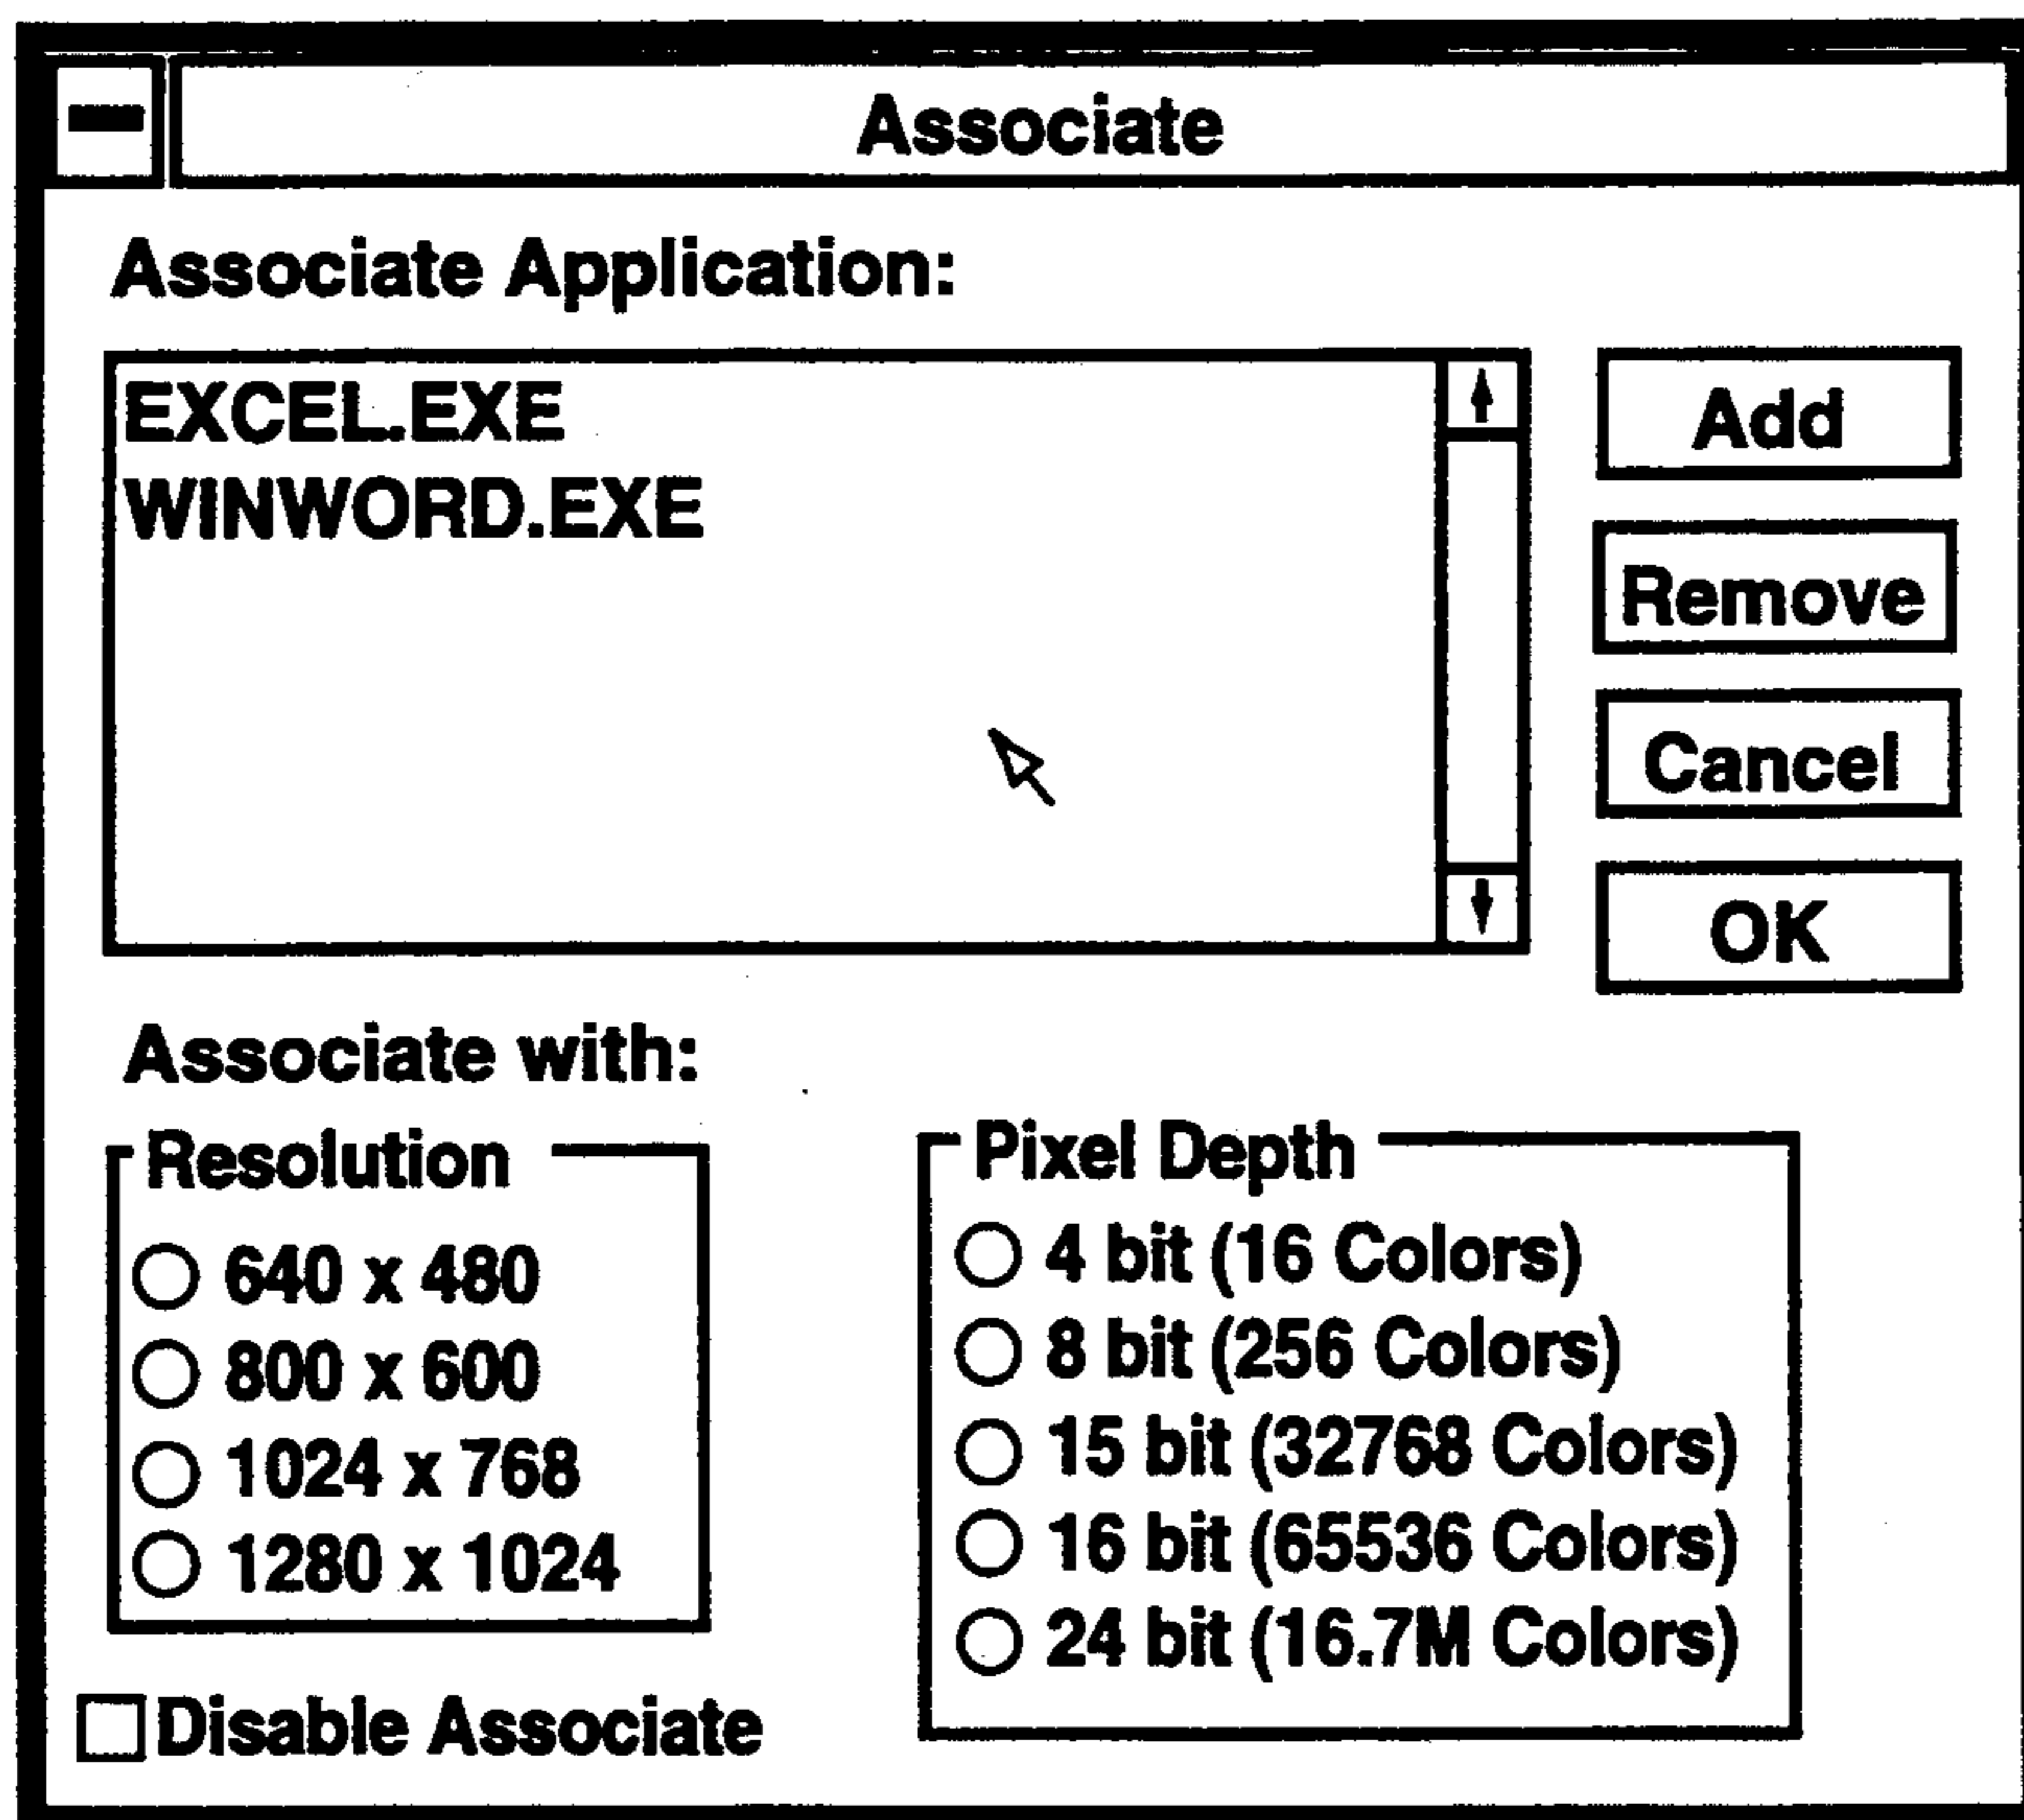 Associate
Associate Application:
EXCEL.EXE
WINWORD.EXE
Add
Remove
Cancel
OK
Associate with:
Resolution
640 x 480
800 x 600
1024 x 768
1280 x 1024
Pixel Depth
4 bit (16 Colors)
8 bit (256 Colors)
15 bit (32768 Colors)
16 bit (65536 Colors)
24 bit (16.7M Colors)
Disable Associate